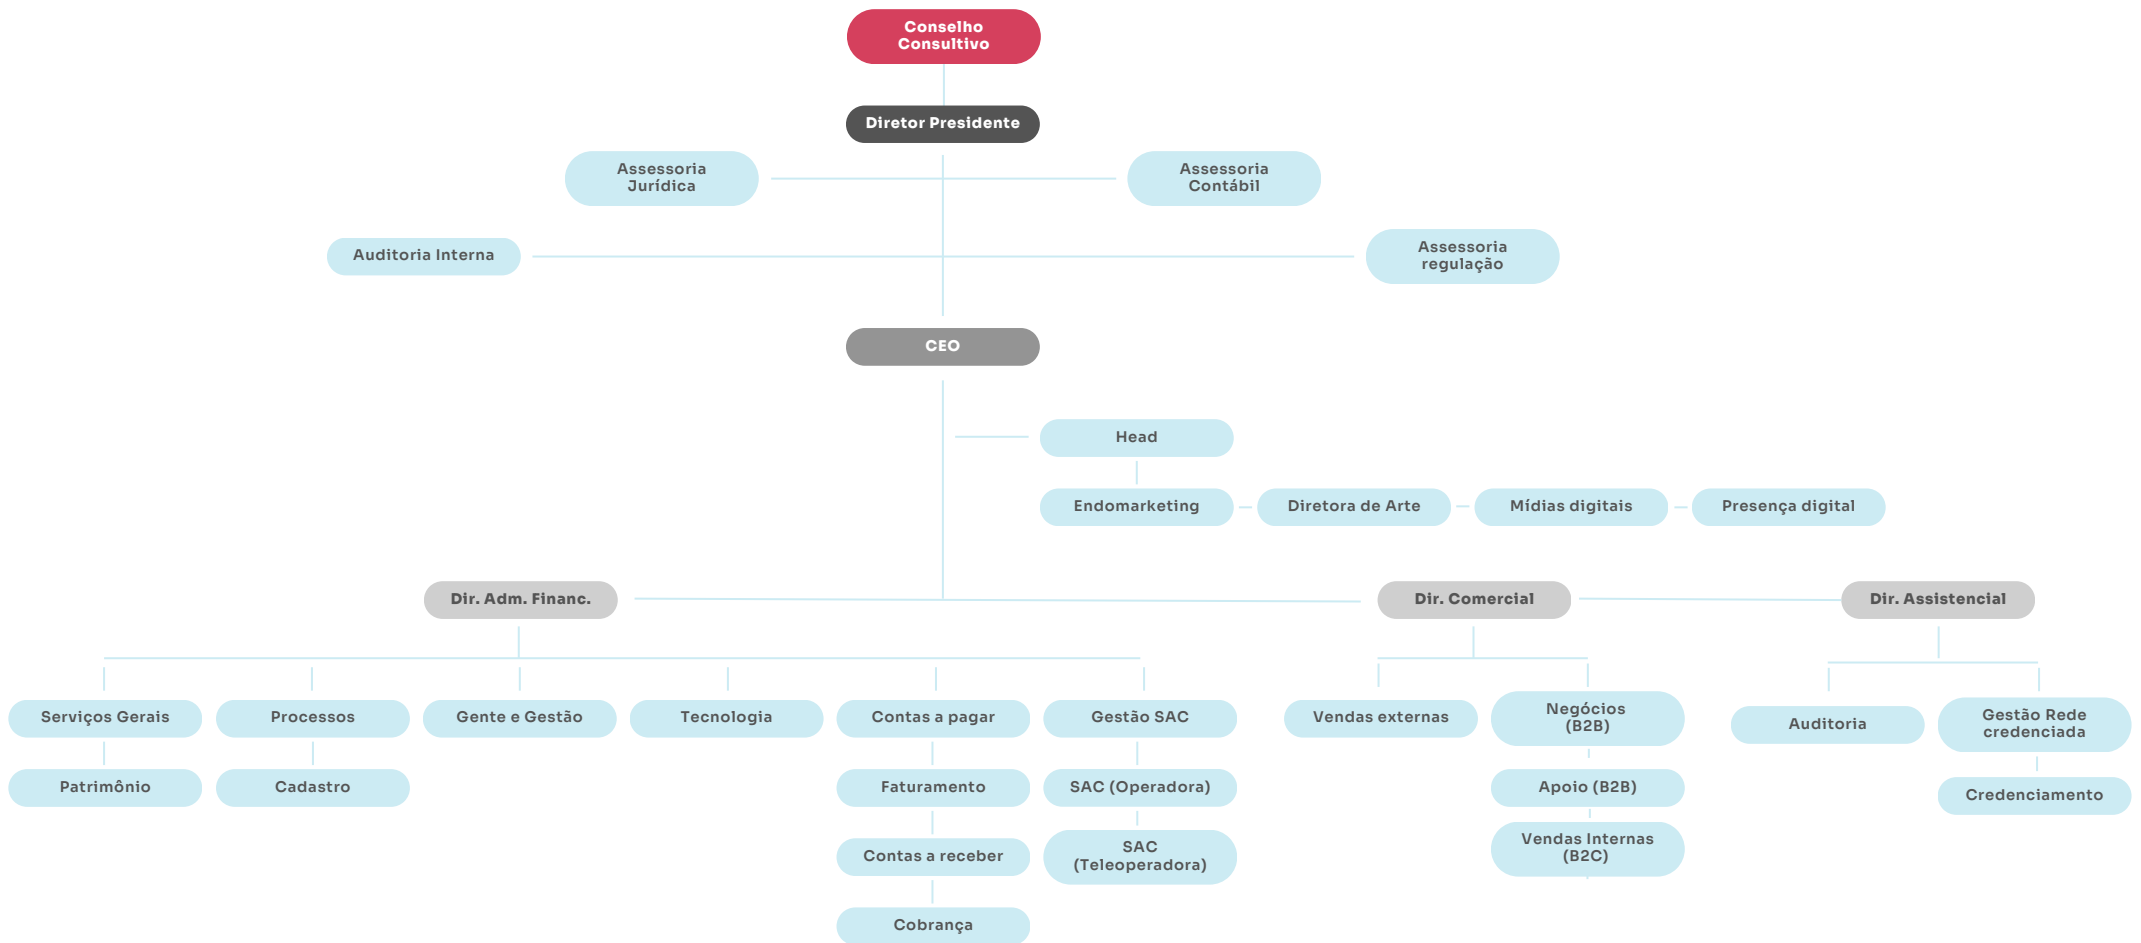 Conselho
Consultivo
Diretor Presidente
Assessoria
Jurídica
Assessoria
Contábil
Auditoria Interna
Assessoria
regulação
CEO
Head
Endomarketing
Diretora de Arte
Mídias digitais
Presença digital
Dir. Adm. Financ.
Dir. Comercial
Dir. Assistencial
Serviços Gerais
Processos
Gente e Gestão
Tecnologia
Contas a pagar
Gestão SAC
Vendas externas
Negócios
(B2B)
Auditoria
Gestão Rede
credenciada
Patrimônio
Cadastro
Faturamento
SAC (Operadora)
Apoio (B2B)
Credenciamento
Contas a receber
SAC
(Teleoperadora)
Vendas Internas
(B2C)
Cobrança